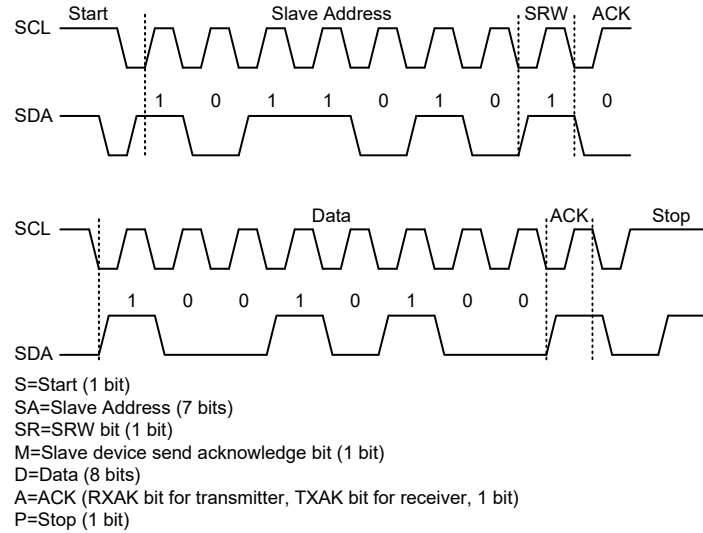 Start Slave Address SRW ACK
SCL
1 0 1 1 0 1 0 1 0
SDA
Data ACK Stop
SCL
1 0 0 1 0 1 0 0
SDA
S=Start (1 bit)
SA=Slave Address (7 bits)
SR=SRW bit (1 bit)
M=Slave device send acknowledge bit (1 bit)
D=Data (8 bits)
A=ACK (RXAK bit for transmitter, TXAK bit for receiver, 1 bit)
P=Stop (1 bit)